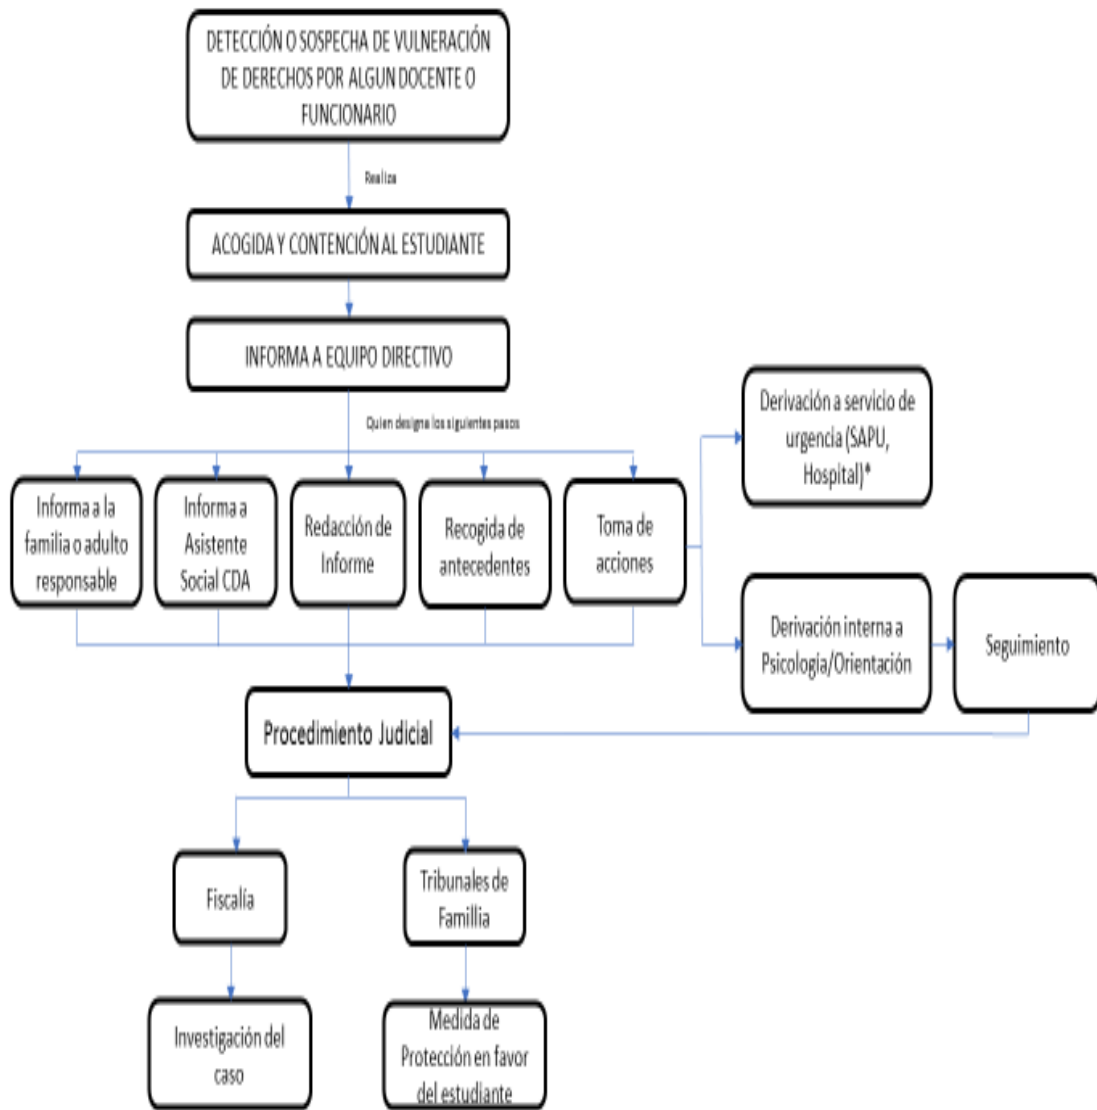 DETECCIÓN O SOSPECHA DE VULNERACIÓN
DE DERECHOS POR ALGUN DOCENTE O
FUNCIONARIO
Realiza
ACOGIDA Y CONTENCIÓN AL ESTUDIANTE
INFORMA A EQUIPO DIRECTIVO
Quien designa los siguientes pasos
Informa a la
familia o adulto
responsable
Informa a
Asistente
Social CDA
Redacción de
Informe
Recogida de
antecedentes
Toma de
acciones
Derivación a servicio de
urgencia (SAPU,
Hospital)*
Derivación interna a
Psicología/Orientación
Seguimiento
Procedimiento Judicial
Fiscalía
Tribunales de
Famillia
Investigación del
caso
Medida de
Protección en favor
del estudiante